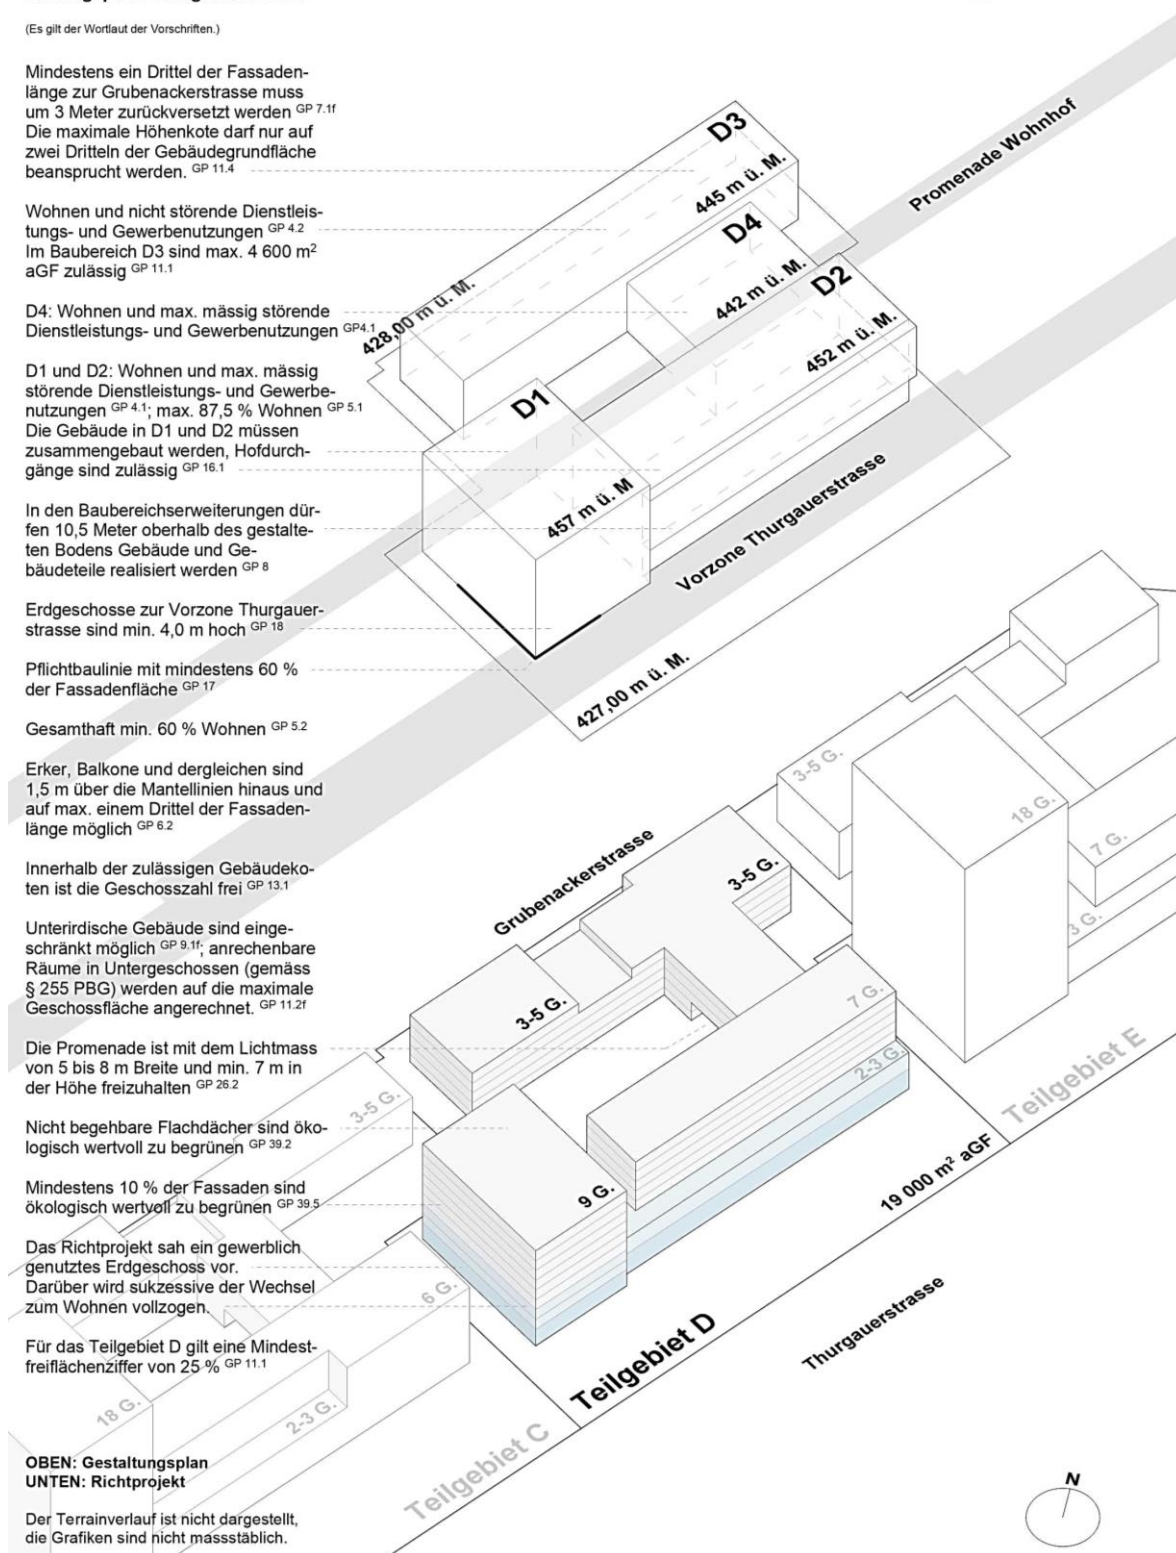 (Es gilt der Wortlaut der Vorschriften.)
Mindestens ein Drittel der Fassaden-
länge zur Grubenackerstrasse muss
um 3 Meter zurückversetzt werden GP 7.1f
Die maximale Höhenkote darf nur auf
zwei Dritteln der Gebäudegrundfläche
beansprucht werden. GP 11.4
Wohnen und nicht störende Dienstleis-
tungs- und Gewerbenutzungen GP 4.2
Im Baubereich D3 sind max. 4 600 m²
aGF zulässig GP 11.1
D4: Wohnen und max. mässig störende
Dienstleistungs- und Gewerbenutzungen GP4.1
D1 und D2: Wohnen und max. mässig
störende Dienstleistungs- und Gewerbe-
nutzungen GP 4.1; max. 87,5 % Wohnen GP 5.1
Die Gebäude in D1 und D2 müssen
zusammengebaut werden, Hofdurch-
gänge sind zulässig GP 16.1
In den Baubereichserweiterungen dür-
fen 10,5 Meter oberhalb des gestalte-
ten Bodens Gebäude und Ge-
bäudeteile realisiert werden GP 8
Erdgeschosse zur Vorzone Thurgauer-
strasse sind min. 4,0 m hoch GP 18
Pflichtbaulinie mit mindestens 60 %
der Fassadenfläche GP 17
Gesamthaft min. 60 % Wohnen GP 5.2
Erker, Balkone und dergleichen sind
1,5 m über die Mantellinien hinaus und
auf max. einem Drittel der Fassaden-
länge möglich GP 6.2
Innerhalb der zulässigen Gebäudeko-
ten ist die Geschosszahl frei GP 13.1
Unterirdische Gebäude sind einge-
schränkt möglich GP 9.1f; anrechenbare
Räume in Untergeschossen (gemäss
§ 255 PBG) werden auf die maximale
Geschossfläche angerechnet. GP 11.2f
Die Promenade ist mit dem Lichtmass
von 5 bis 8 m Breite und min. 7 m in
der Höhe freizuhalten GP 26.2
Nicht begehbare Flachdächer sind öko-
logisch wertvoll zu begrünen GP 39.2
Mindestens 10 % der Fassaden sind
ökologisch wertvoll zu begrünen GP 39.5
Das Richtprojekt sah ein gewerblich
genutztes Erdgeschoss vor.
Darüber wird sukzessive der Wechsel
zum Wohnen vollzogen.
Für das Teilgebiet D gilt eine Mindest-
freiflächenziffer von 25 % GP 11.1
OBEN: Gestaltungsplan
UNTEN: Richtprojekt
Der Terrainverlauf ist nicht dargestellt,
die Grafiken sind nicht massstäblich.
D3
445 m ü. M.
Promenade Wohnhof
D4
442 m ü. M.
D2
452 m ü. M.
428,00 m ü. M.
D1
457 m ü. M
Vorzone Thurgauerstrasse
427,00 m ü. M.
Grubenackerstrasse
3-5 G.
18 G.
7 G.
3 G.
3-5 G.
3-5 G.
7 G.
2-3 G.
9 G.
3-5 G.
6 G.
18 G.
2-3 G.
Teilgebiet E
19 000 m² aGF
Teilgebiet D
Thurgauerstrasse
Teilgebiet C
N